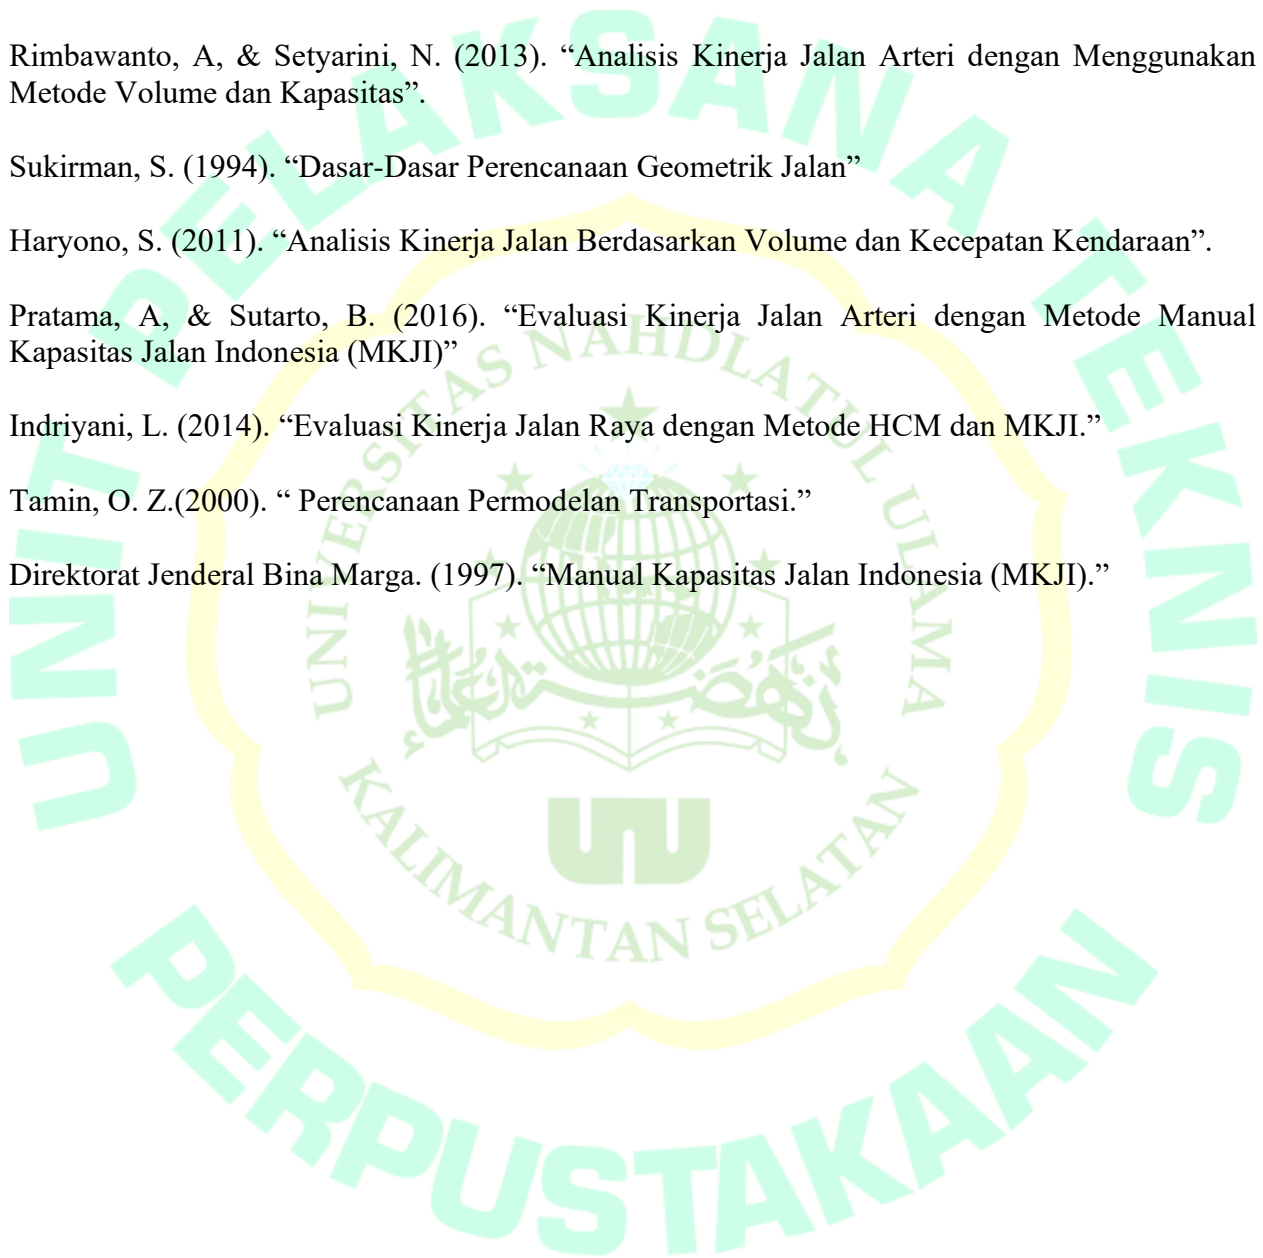 Rimbawanto, A, & Setyarini, N. (2013). “Analisis Kinerja Jalan Arteri dengan Menggunakan
Metode Volume dan Kapasitas”.
Sukirman, S. (1994). “Dasar-Dasar Perencanaan Geometrik Jalan”
Haryono, S. (2011). “Analisis Kinerja Jalan Berdasarkan Volume dan Kecepatan Kendaraan”.
Pratama, A, & Sutarto, B. (2016). “Evaluasi Kinerja Jalan Arteri dengan Metode Manual
Kapasitas Jalan Indonesia (MKJI)”
Indriyani, L. (2014). “Evaluasi Kinerja Jalan Raya dengan Metode HCM dan MKJI.”
Tamin, O. Z.(2000). “ Perencanaan Permodelan Transportasi.”
Direktorat Jenderal Bina Marga. (1997). “Manual Kapasitas Jalan Indonesia (MKJI).”
UNIT PELAKSANA TEKNIS
PERPUSTAKAAN
UNIVERSITAS NAHDLATUL ULAMA
KALIMANTAN SELATAN
نهضة العلماء